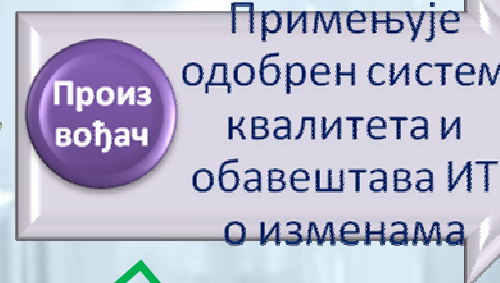 Произ
вођач
Примењује
одобрен систем
квалитета и
обавештава ИТ
о изменама